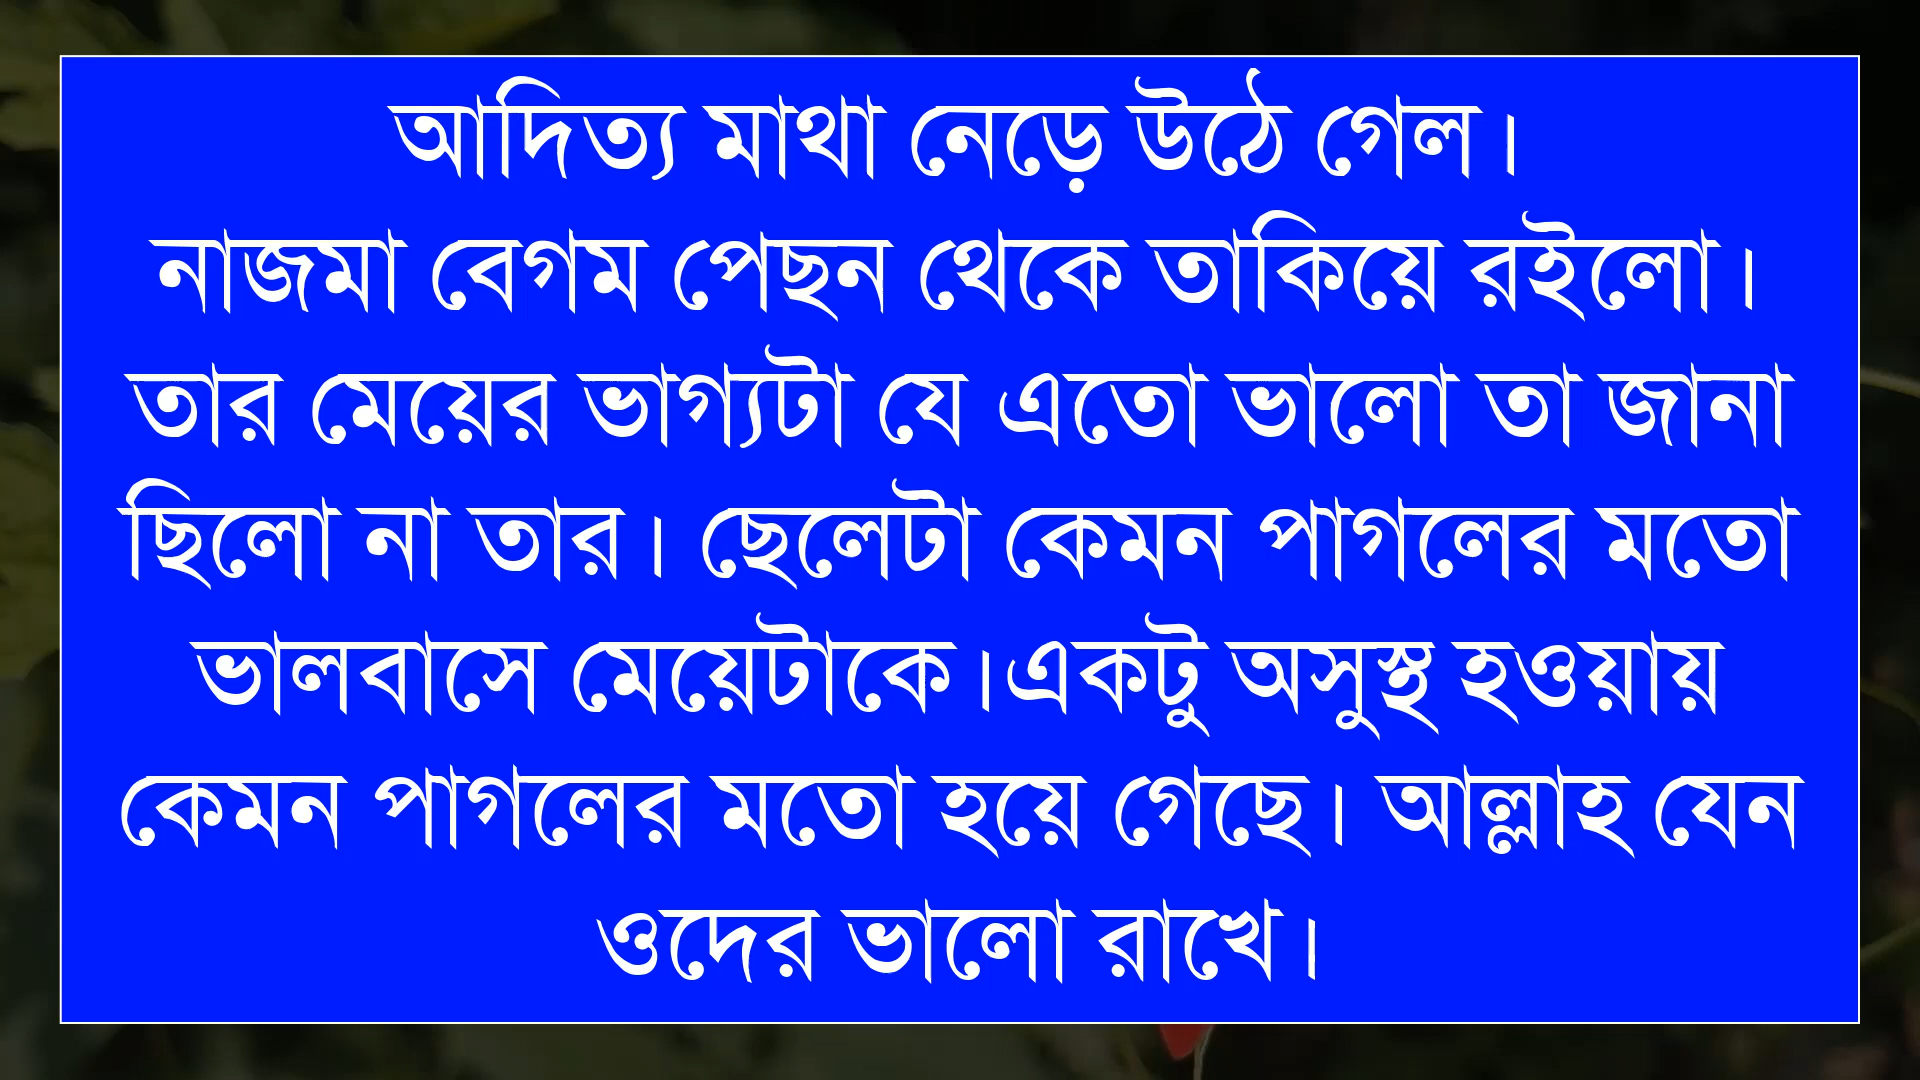 আদিত্য মাথা নেড়ে উঠে গেল।
নাজমা বেগম পেছন থেকে তাকিয়ে রইলো।
তার মেয়ের ভাগ্যটা যে এতো ভালো তা জানা
ছিলো না তার। ছেলেটা কেমন পাগলের মতো
ভালবাসে মেয়েটাকে।একটু অসুস্থ হওয়ায়
কেমন পাগলের মতো হয়ে গেছে। আল্লাহ যেন
ওদের ভালো রাখে।